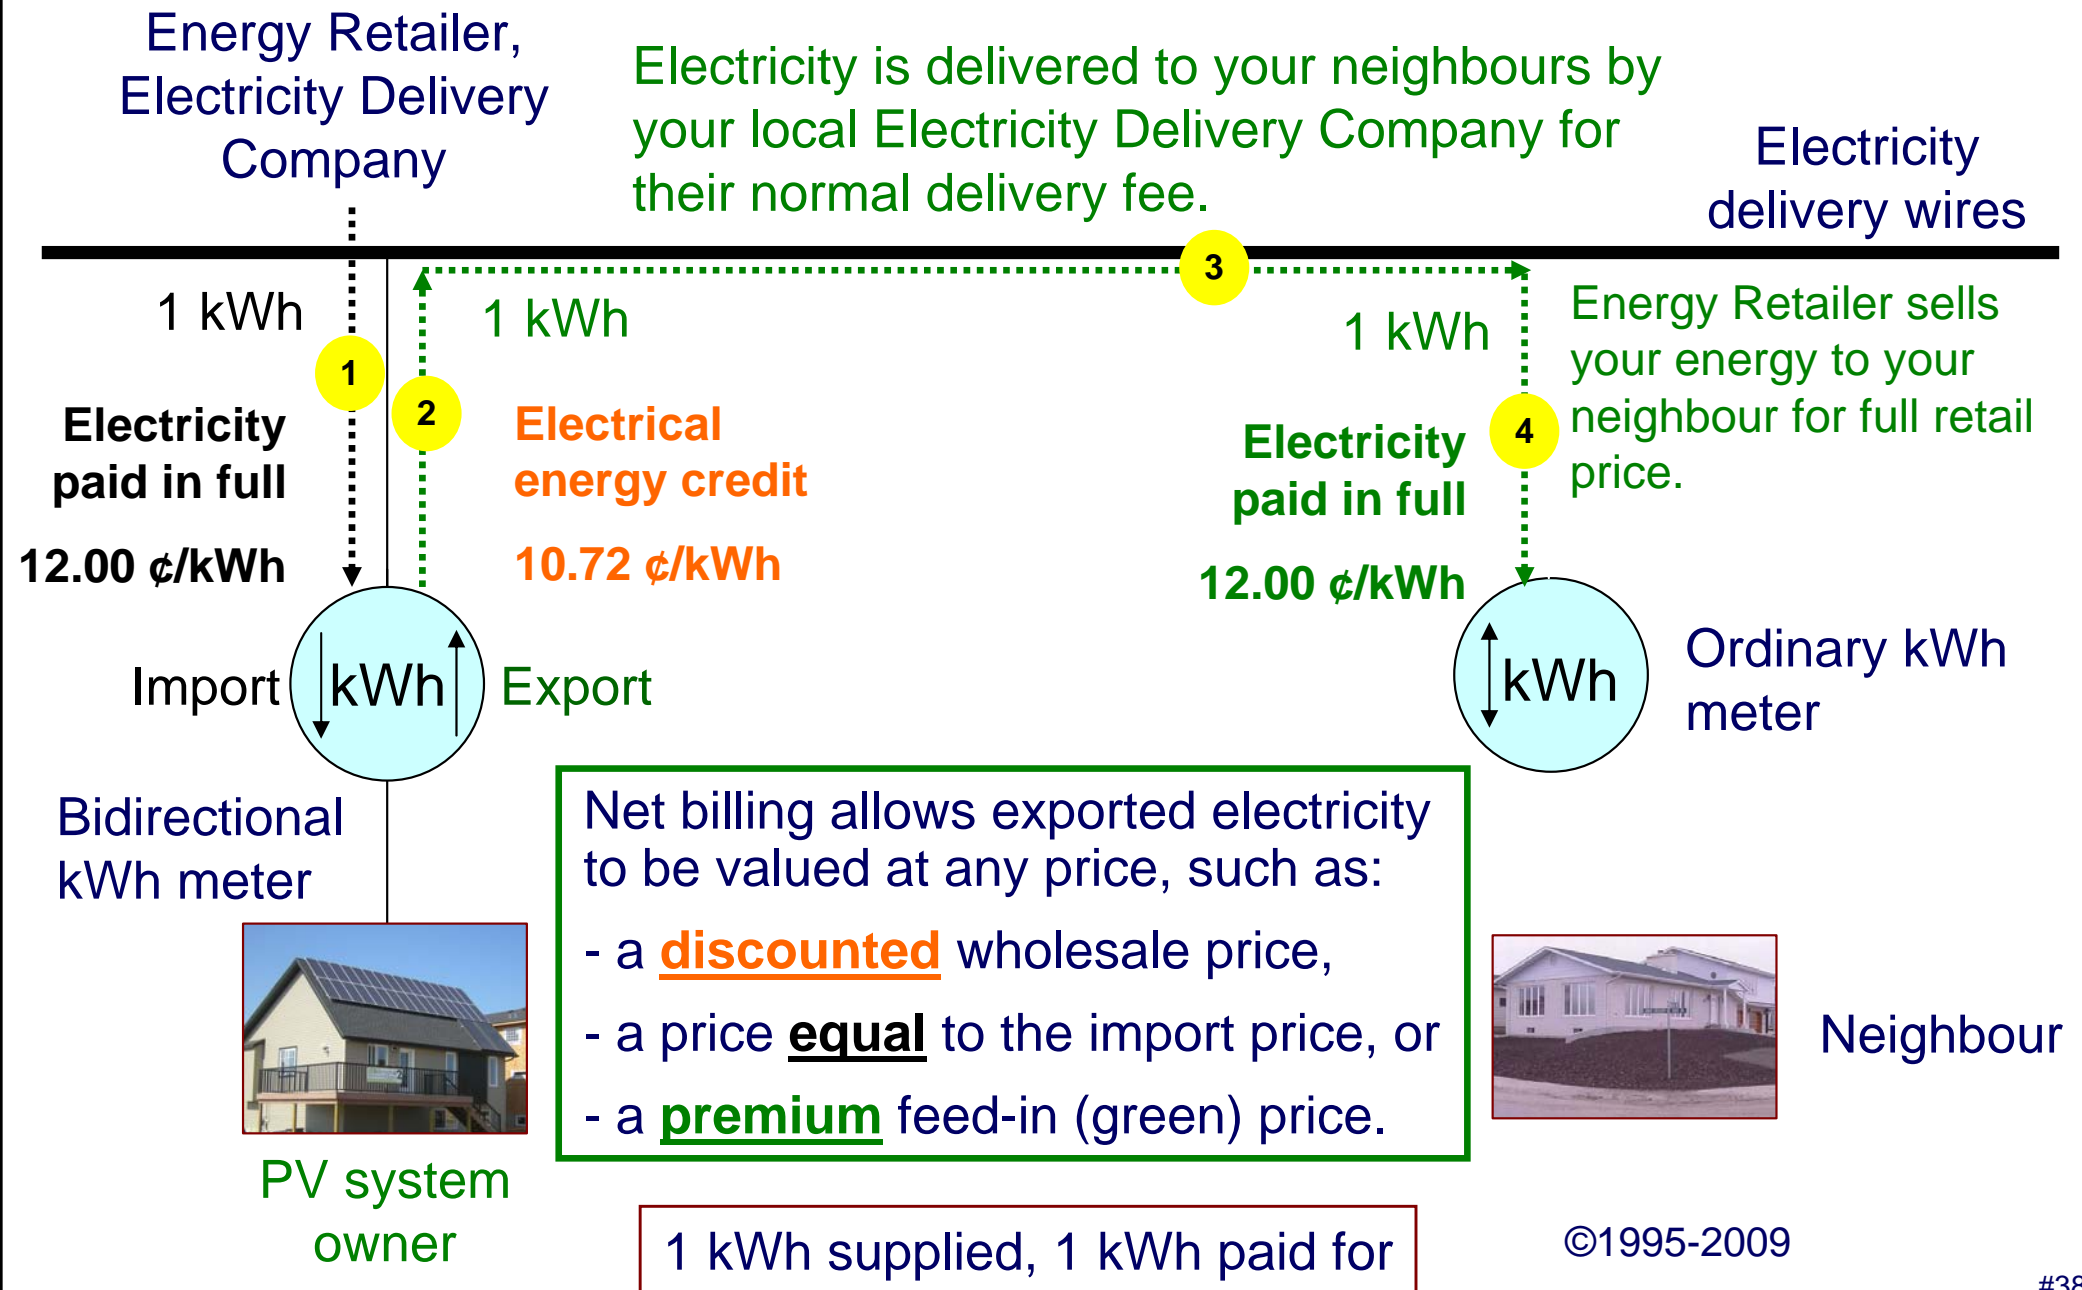 Energy Retailer,
Electricity Delivery
Company
Electricity is delivered to your neighbours by
your local Electricity Delivery Company for
their normal delivery fee.
Electricity
delivery wires
1 kWh
1
Electricity
paid in full
12.00 ¢/kWh
2
1 kWh
Electrical
energy credit
10.72 ¢/kWh
3
1 kWh
Electricity
paid in full
12.00 ¢/kWh
4
Energy Retailer sells
your energy to your
neighbour for full retail
price.
Import
kWh
Export
kWh
Ordinary kWh
meter
Bidirectional
kWh meter
Net billing allows exported electricity
to be valued at any price, such as:
- a discounted wholesale price,
- a price equal to the import price, or
- a premium feed-in (green) price.
Neighbour
PV system
owner
1 kWh supplied, 1 kWh paid for
©1995-2009
#38